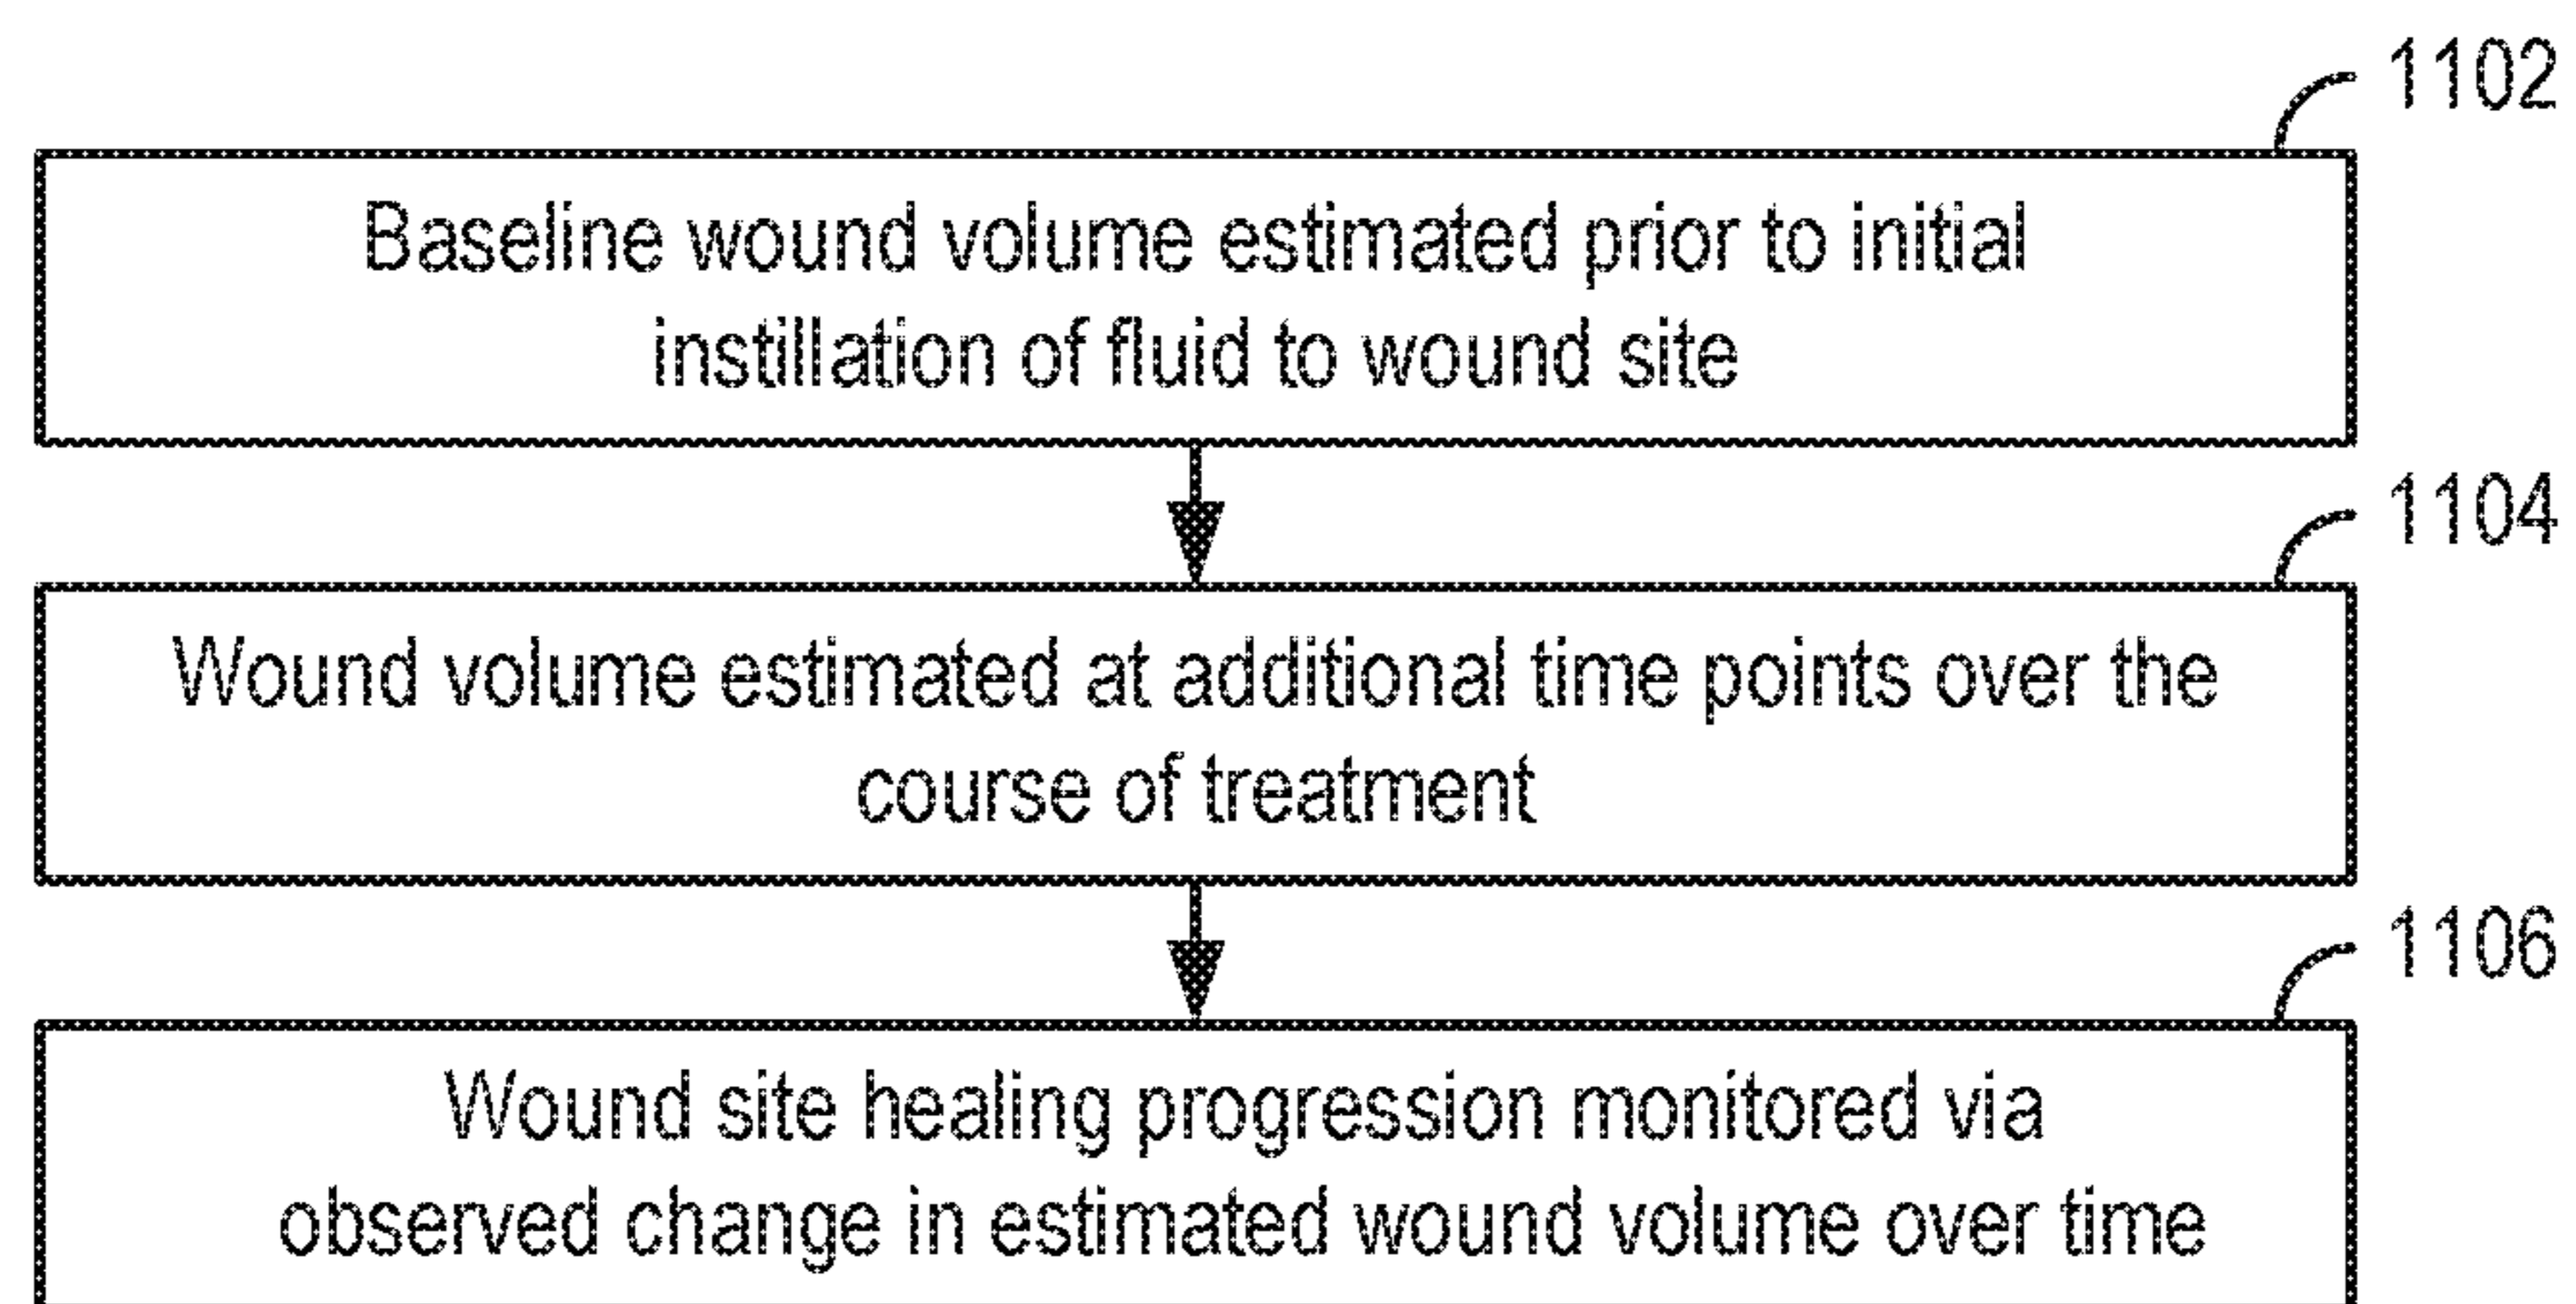 1102
Baseline wound volume estimated prior to initial
instillation of fluid to wound site
1104
Wound volume estimated at additional time points over the
course of treatment
1106
Wound site healing progression monitored via
observed change in estimated wound volume over time